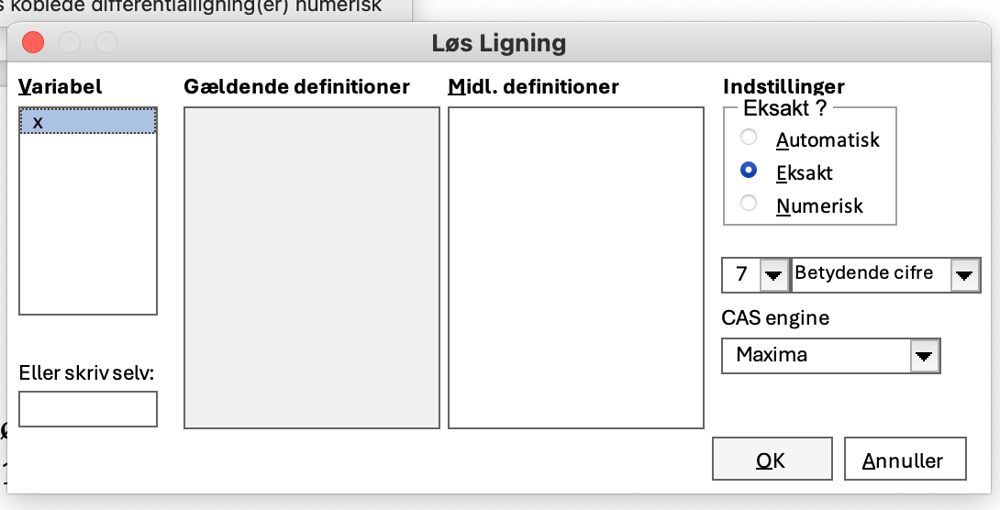 koblede differentialligning(er) numerisk
Løs Ligning
Variabel
x
Eller skriv selv:
Gældende definitioner
Midl. definitioner
Indstillinger
Eksakt ?
Automatisk
Eksakt
Numerisk
7 Betydende cifre
CAS engine
Maxima
OK Annuller